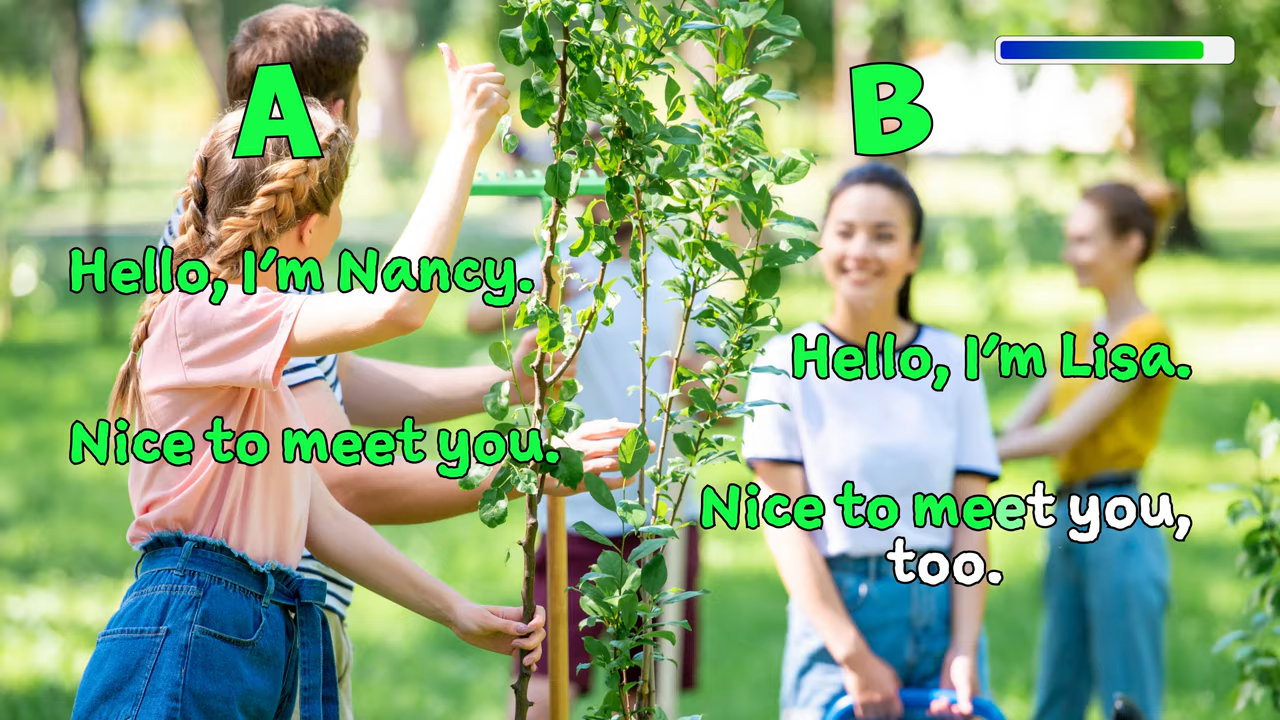 A
B
Hello, I'm Nancy.
Hello, I'm Lisa.
Nice to meet you.
Nice to meet you,
too.